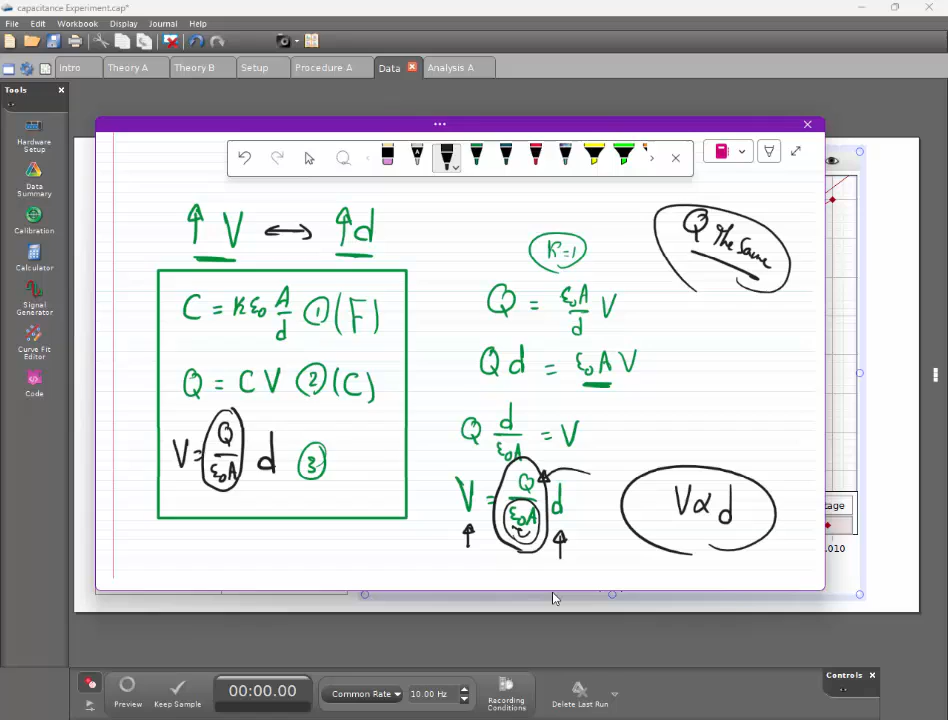 capacitance Experiment.cap*
File Edit Workbook Display Journal Help
Intro Theory A Theory B Setup Procedure A Data Analysis A
Tools
Hardware Setup
Data Summary
Calibration
Calculator
Signal Generator
Curve Fit Editor
Code
↑ V ↔ ↑ d
C = Kε₀ A/d ① (F)
Q = C V ② (C)
V = Q/ε₀A d ③
K=1
Q = ε₀A/d V
Q d = ε₀A V
Q d/ε₀A = V
V = Q/ε₀A d
Q The Same
V ∝ d
tage
.010
Preview
Keep Sample
00:00.00
Common Rate
10.00 Hz
Recording Conditions
Delete Last Run
Controls